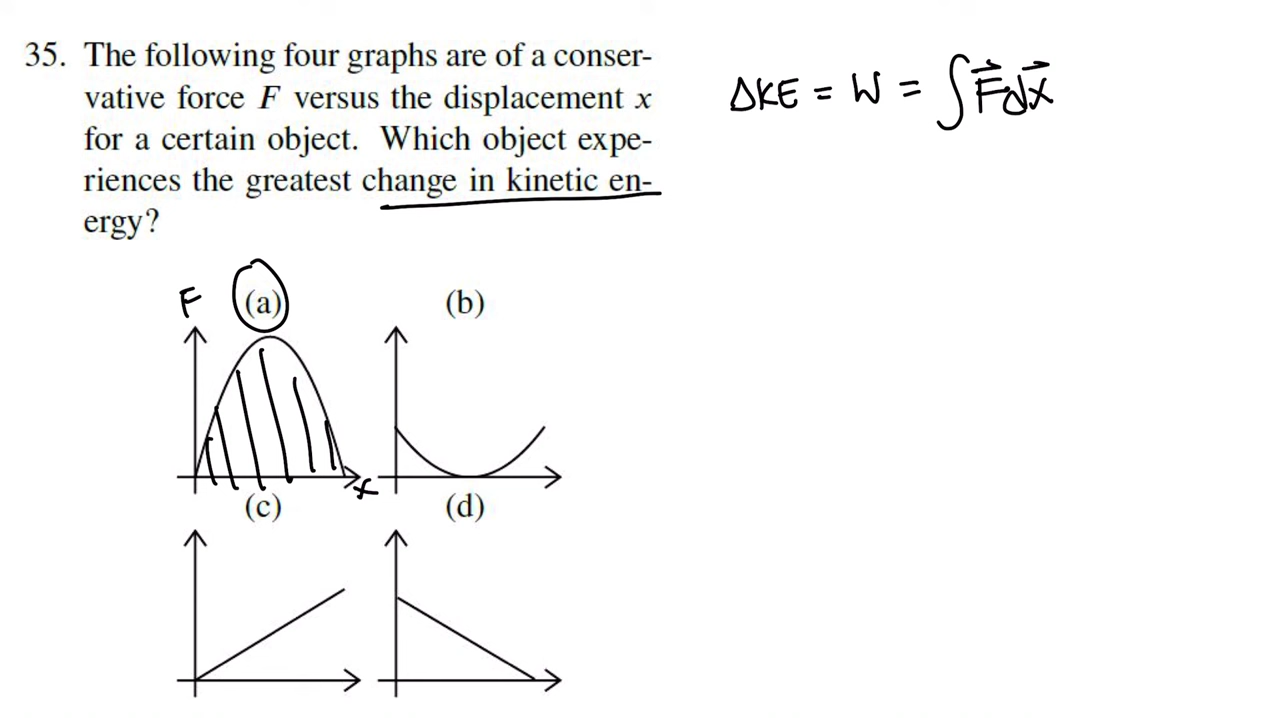 35. The following four graphs are of a conser-
vative force F versus the displacement x
for a certain object. Which object expe-
riences the greatest change in kinetic en-
ergy?
ΔKE = W = ∫F⃗dx⃗
F (a)
(b)
x
(c)
(d)